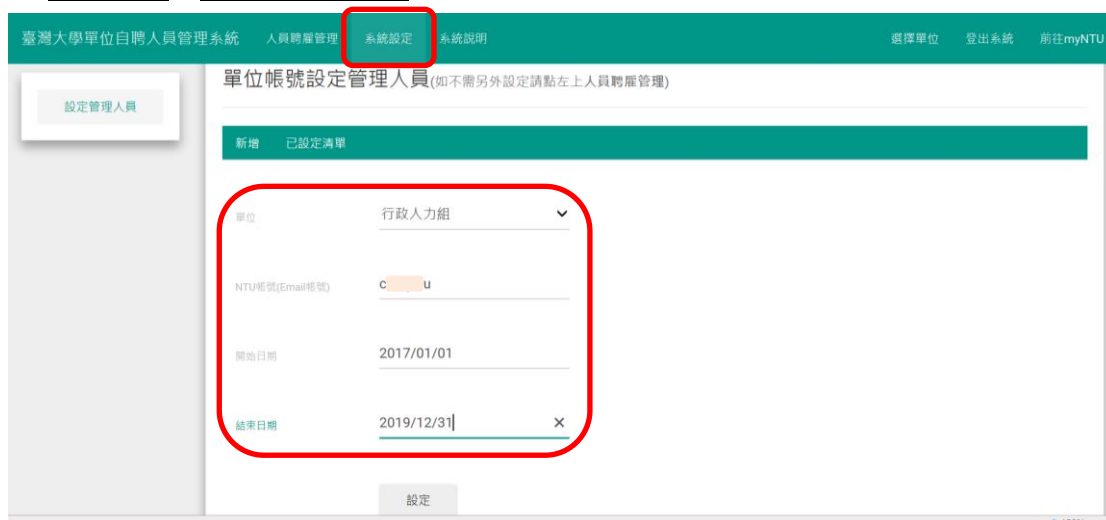 臺灣大學單位自聘人員管理系統 人員聘雇管理 系統設定 系統說明 選擇單位 登出系統 前往myNTU
設定管理人員
單位帳號設定管理人員(如不需另外設定請點左上人員聘雇管理)
新增 已設定清單
單位 行政人力組
NTU帳號(Email帳號) c u
開始日期 2017/01/01
結束日期 2019/12/31
設定